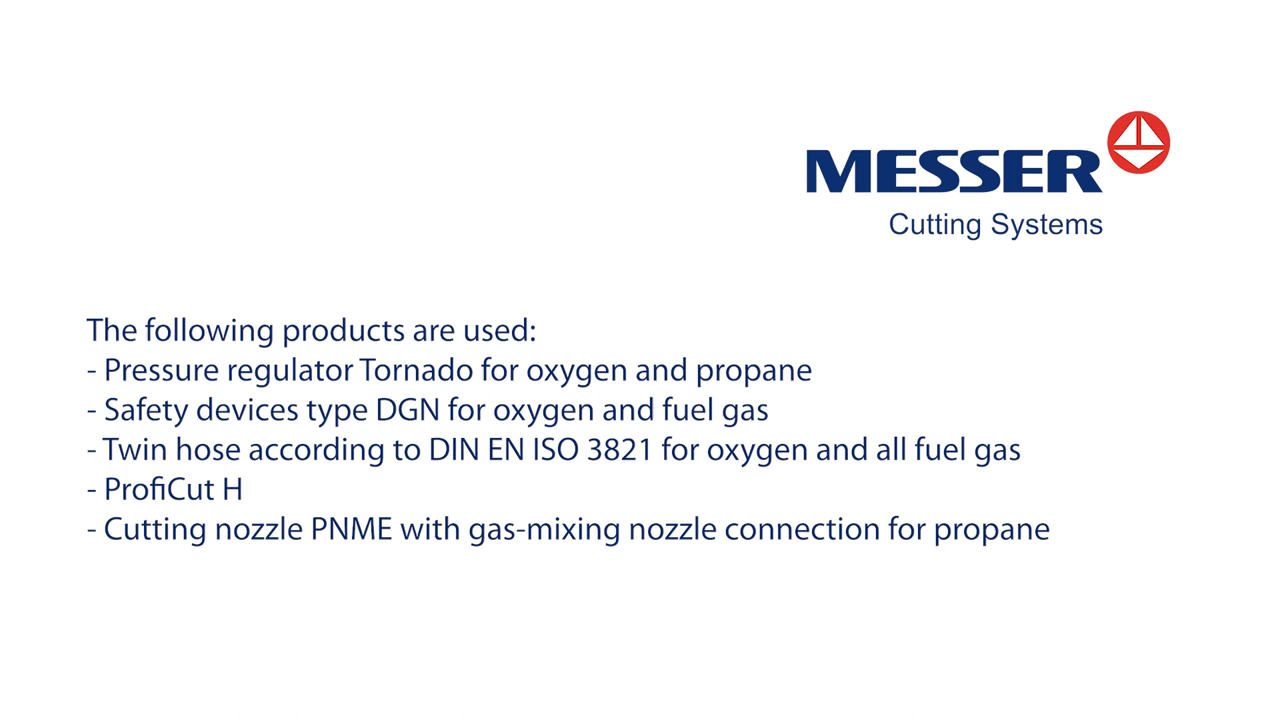 MESSER
Cutting Systems
The following products are used:
- Pressure regulator Tornado for oxygen and propane
- Safety devices type DGN for oxygen and fuel gas
- Twin hose according to DIN EN ISO 3821 for oxygen and all fuel gas
- ProfiCut H
- Cutting nozzle PNME with gas-mixing nozzle connection for propane